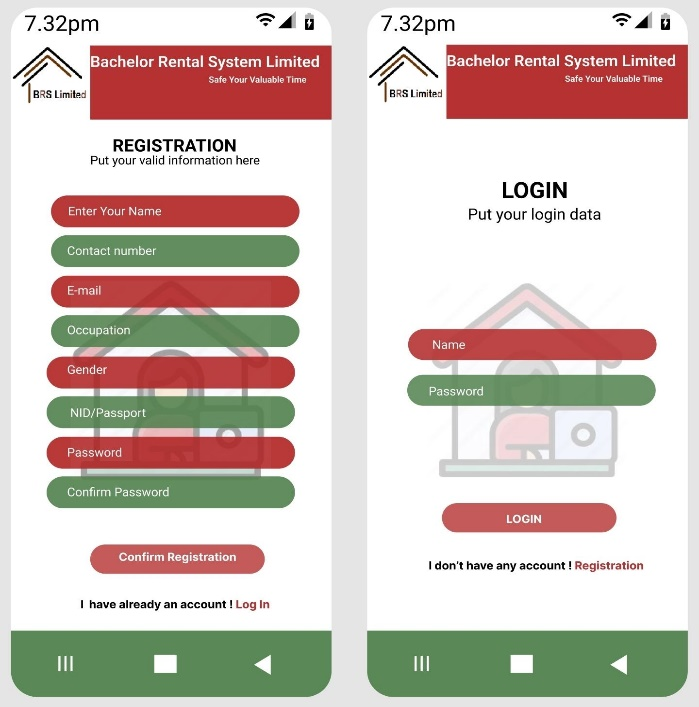 7.32pm
BRS Limited
Bachelor Rental System Limited
Safe Your Valuable Time
REGISTRATION
Put your valid information here
Enter Your Name
Contact number
E-mail
Occupation
Gender
NID/Passport
Password
Confirm Password
Confirm Registration
I have already an account ! Log In
7.32pm
BRS Limited
Bachelor Rental System Limited
Safe Your Valuable Time
LOGIN
Put your login data
Name
Password
LOGIN
I don't have any account ! Registration